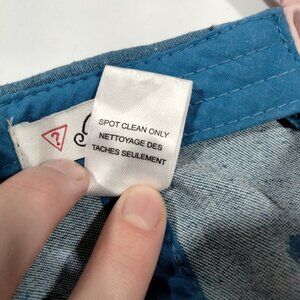 ?
SPOT CLEAN ONLY
NETTOYAGE DES
TACHES SEULEMENT